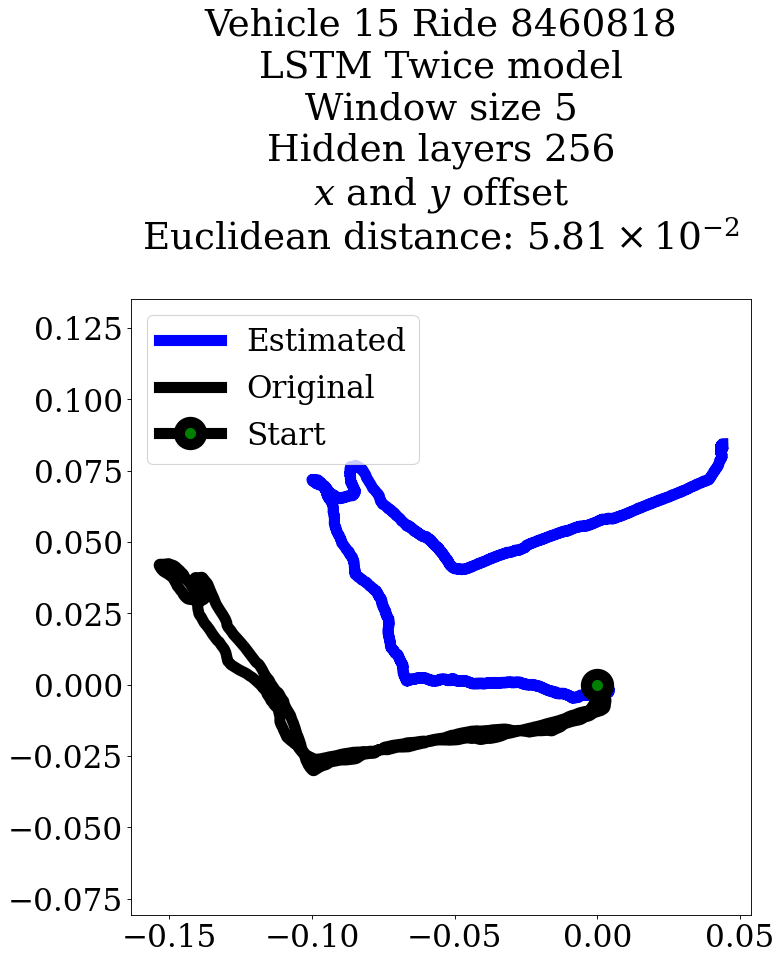 Vehicle 15 Ride 8460818
LSTM Twice model
Window size 5
Hidden layers 256
x and y offset
Euclidean distance: 5.81 × 10⁻²
Estimated
Original
Start
0.125
0.100
0.075
0.050
0.025
0.000
−0.025
−0.050
−0.075
−0.15 −0.10 −0.05 0.00 0.05